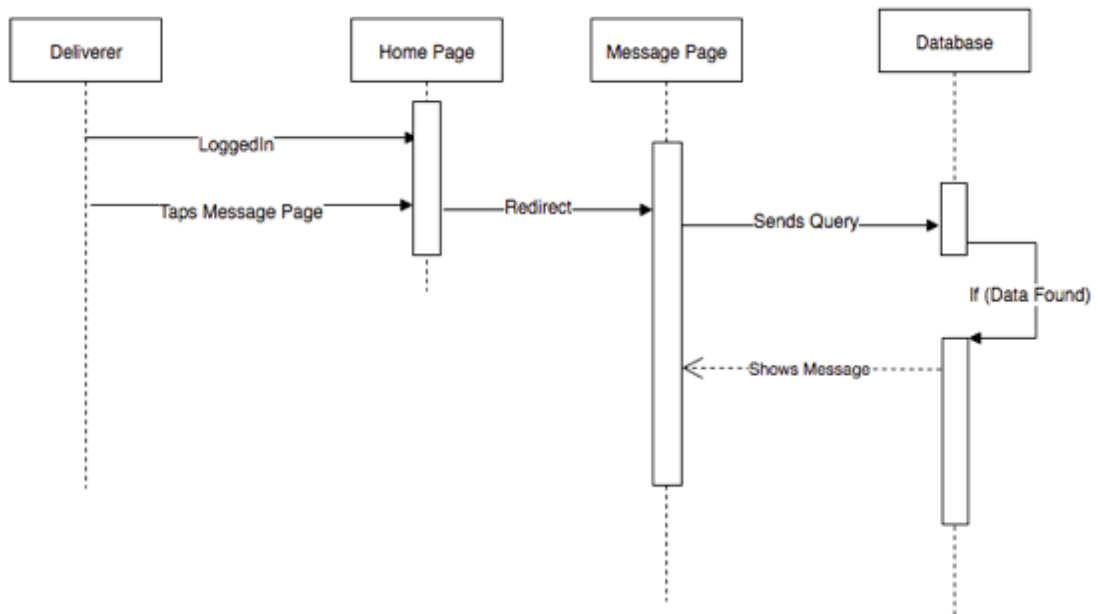 Deliverer
Home Page
Message Page
Database
LoggedIn
Taps Message Page
Redirect
Sends Query
If (Data Found)
Shows Message